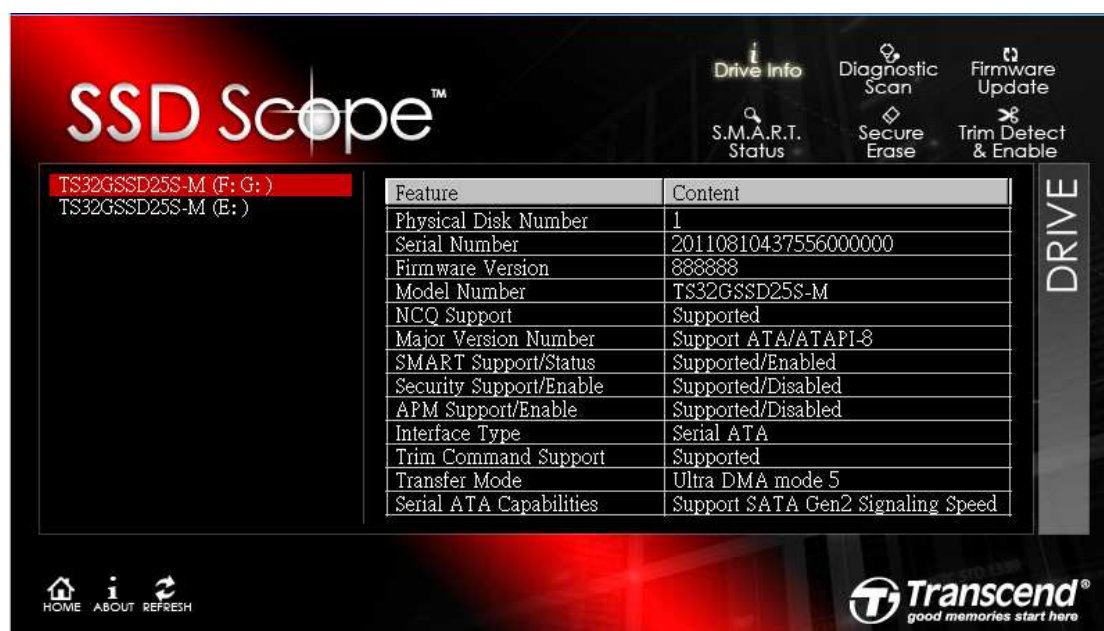 SSD Scope™
Drive Info
Diagnostic
Scan
Firmware
Update
S.M.A.R.T.
Status
Secure
Erase
Trim Detect
& Enable
TS32GSSD25S-M (F: G: )
TS32GSSD25S-M (E: )
Feature Content
Physical Disk Number 1
Serial Number 20110810437556000000
Firmware Version 888888
Model Number TS32GSSD25S-M
NCQ Support Supported
Major Version Number Support ATA/ATAPI-8
SMART Support/Status Supported/Enabled
Security Support/Enable Supported/Disabled
APM Support/Enable Supported/Disabled
Interface Type Serial ATA
Trim Command Support Supported
Transfer Mode Ultra DMA mode 5
Serial ATA Capabilities Support SATA Gen2 Signaling Speed
DRIVE
HOME ABOUT REFRESH
Transcend®
good memories start here